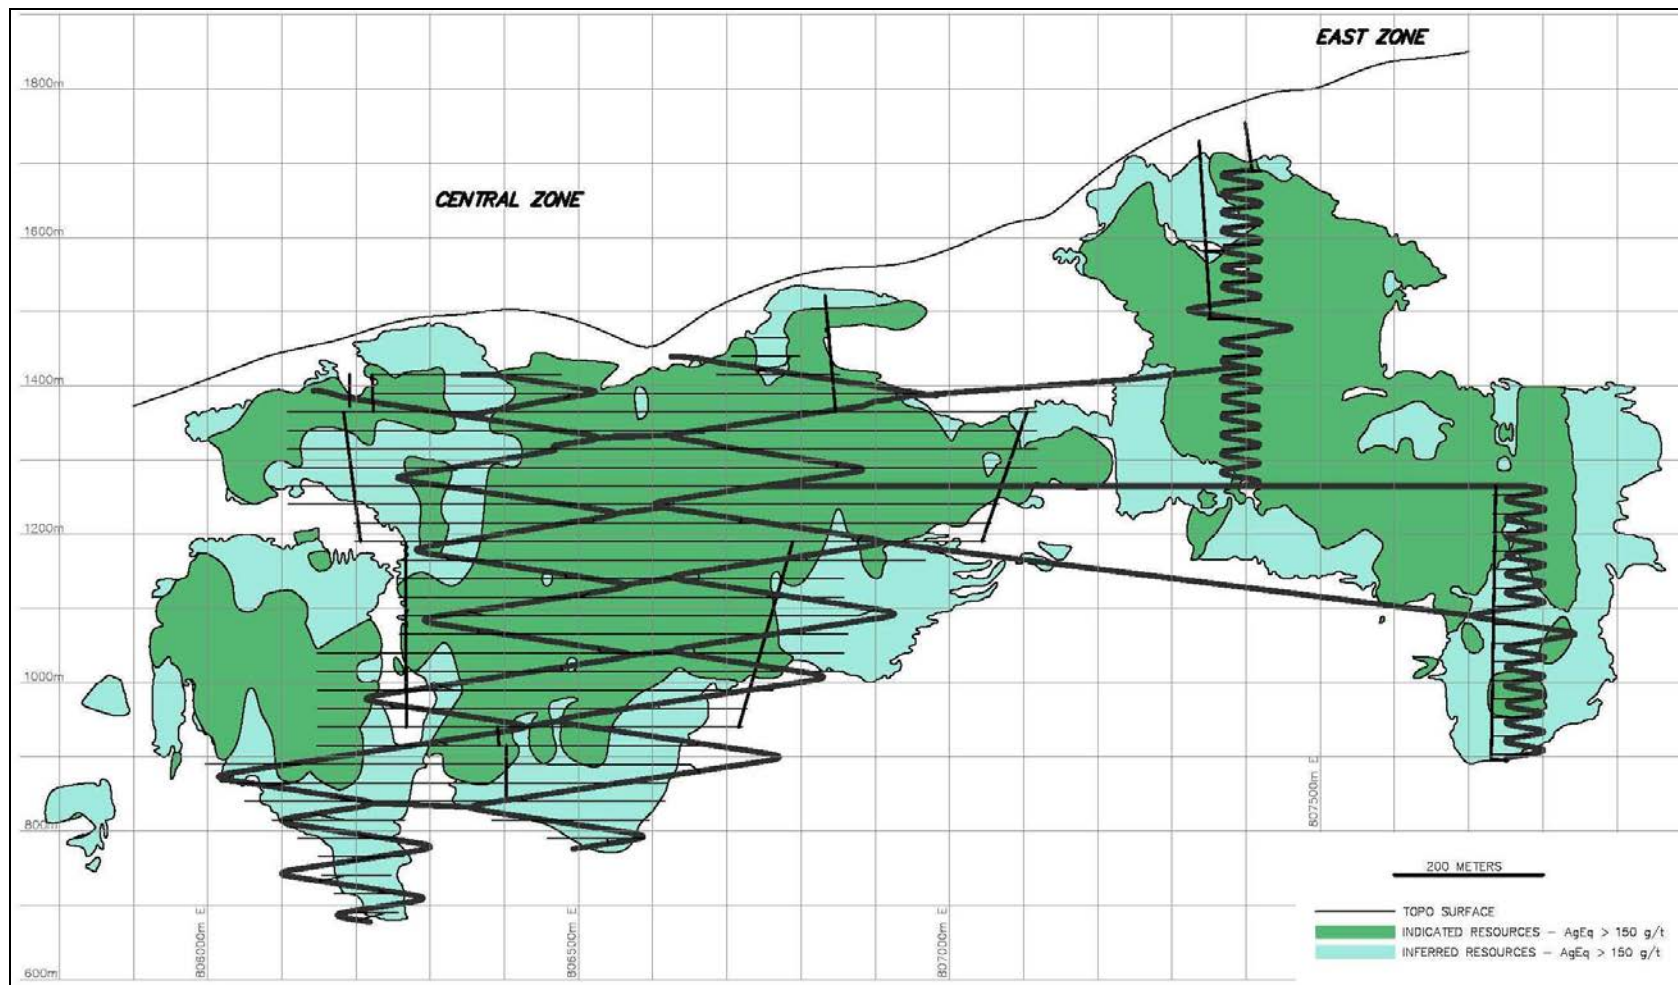 EAST ZONE
1800m
CENTRAL ZONE
1600m
1400m
1200m
1000m
800m
600m
806000m E
806500m E
807000m E
807500m E
200 METERS
TOPO SURFACE
INDICATED RESOURCES – AgEq > 150 g/t
INFERRED RESOURCES – AgEq > 150 g/t